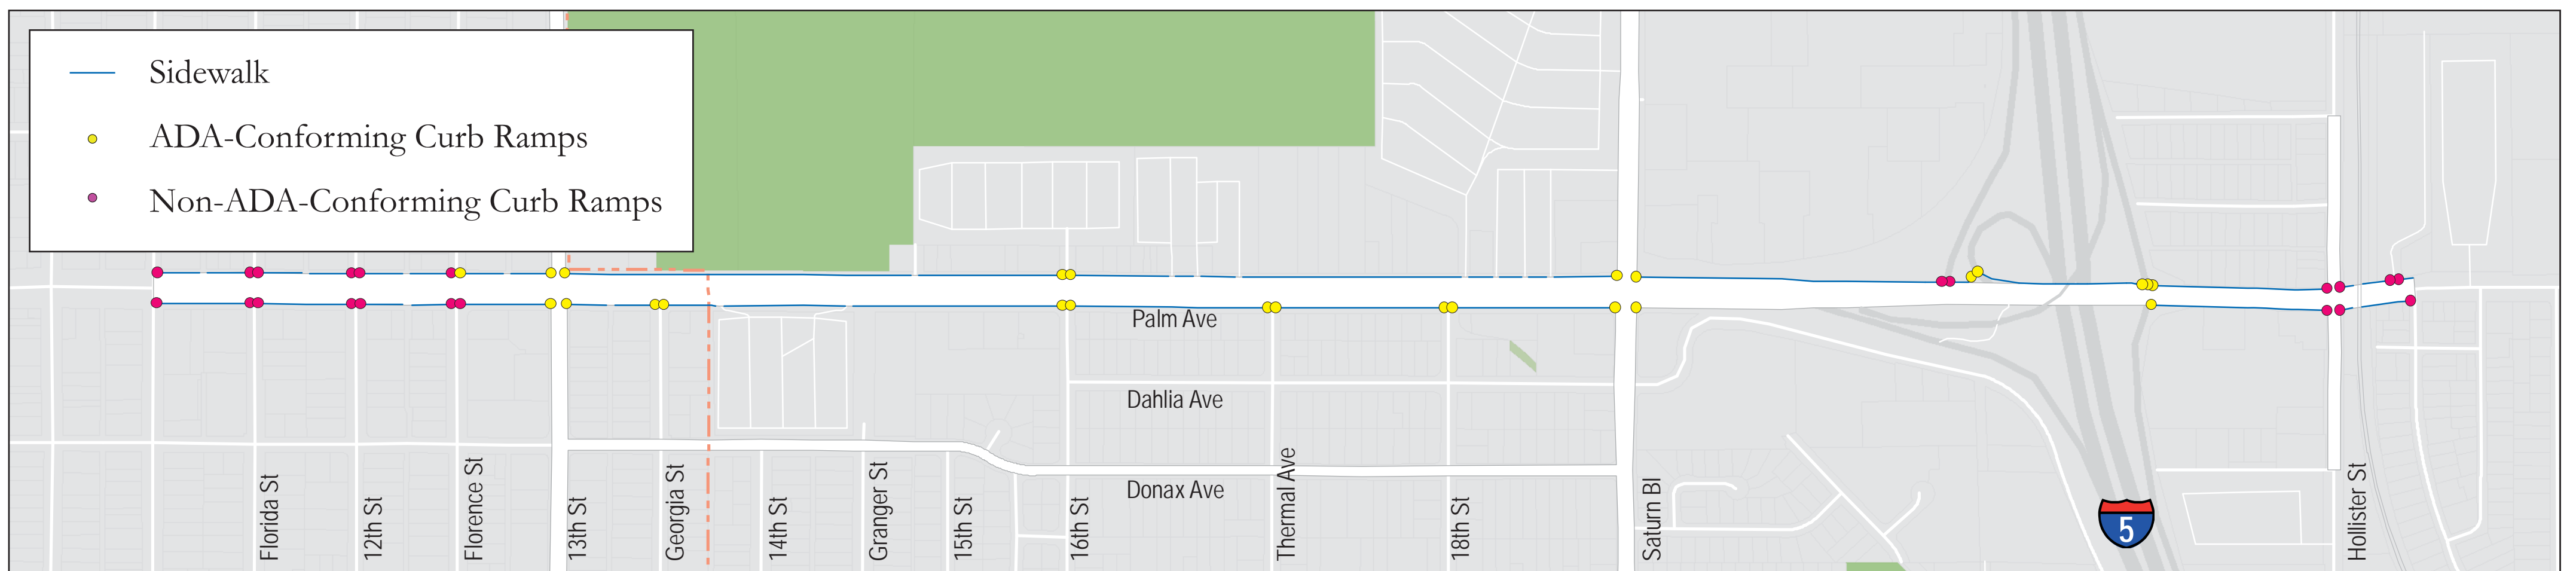 Sidewalk
ADA-Conforming Curb Ramps
Non-ADA-Conforming Curb Ramps
Palm Ave
Dahlia Ave
Donax Ave
Florida St
12th St
Florence St
13th St
Georgia St
14th St
Granger St
15th St
16th St
Thermal Ave
18th St
Saturn Bl
5
Hollister St